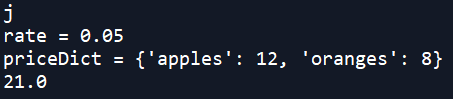 j
rate = 0.05
priceDict = {'apples': 12, 'oranges': 8}
21.0